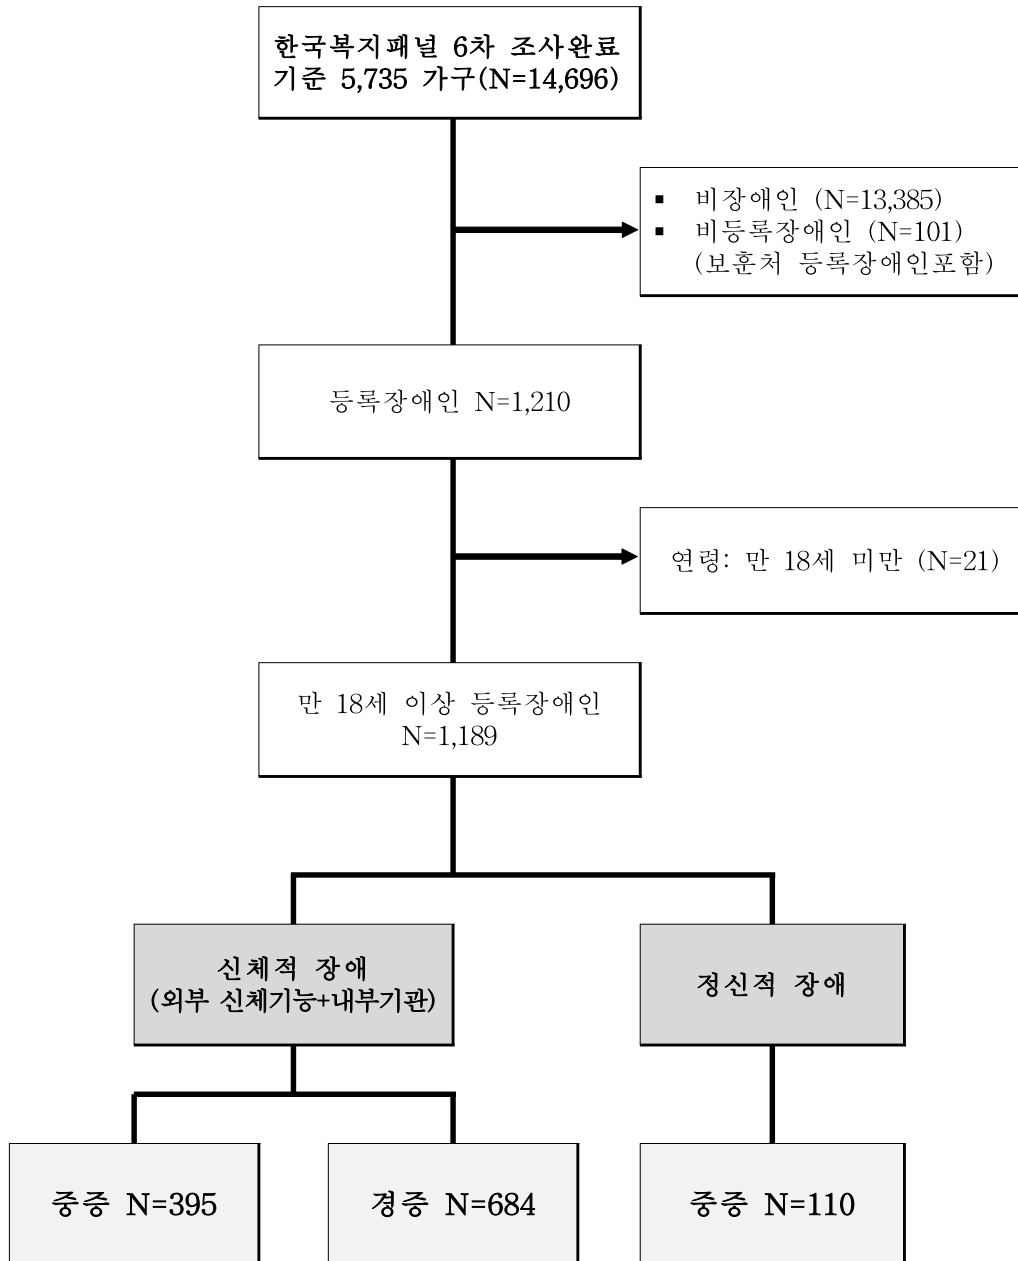 한국복지패널 6차 조사완료
기준 5,735 가구(N=14,696)
▪ 비장애인 (N=13,385)
▪ 비등록장애인 (N=101)
(보훈처 등록장애인포함)
등록장애인 N=1,210
연령: 만 18세 미만 (N=21)
만 18세 이상 등록장애인
N=1,189
신체적 장애
(외부 신체기능+내부기관)
정신적 장애
중증 N=395
경증 N=684
중증 N=110